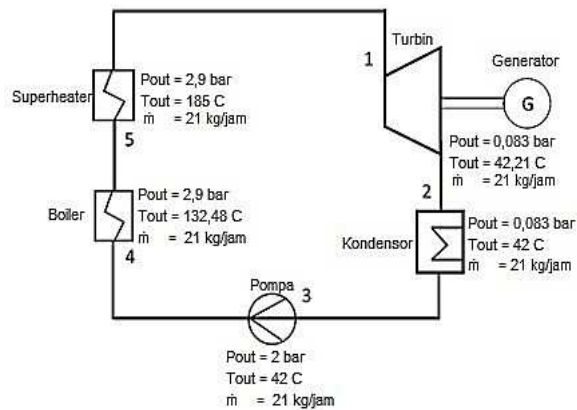 Turbin
1
Generator
G
Pout = 2,9 bar
Superheater
Tout = 185 C
ṁ = 21 kg/jam
5
Pout = 0,083 bar
Tout = 42,21 C
ṁ = 21 kg/jam
2
Pout = 2,9 bar
Boiler
Tout = 132,48 C
ṁ = 21 kg/jam
4
Kondensor
Pout = 0,083 bar
Tout = 42 C
ṁ = 21 kg/jam
Pompa
3
Pout = 2 bar
Tout = 42 C
ṁ = 21 kg/jam